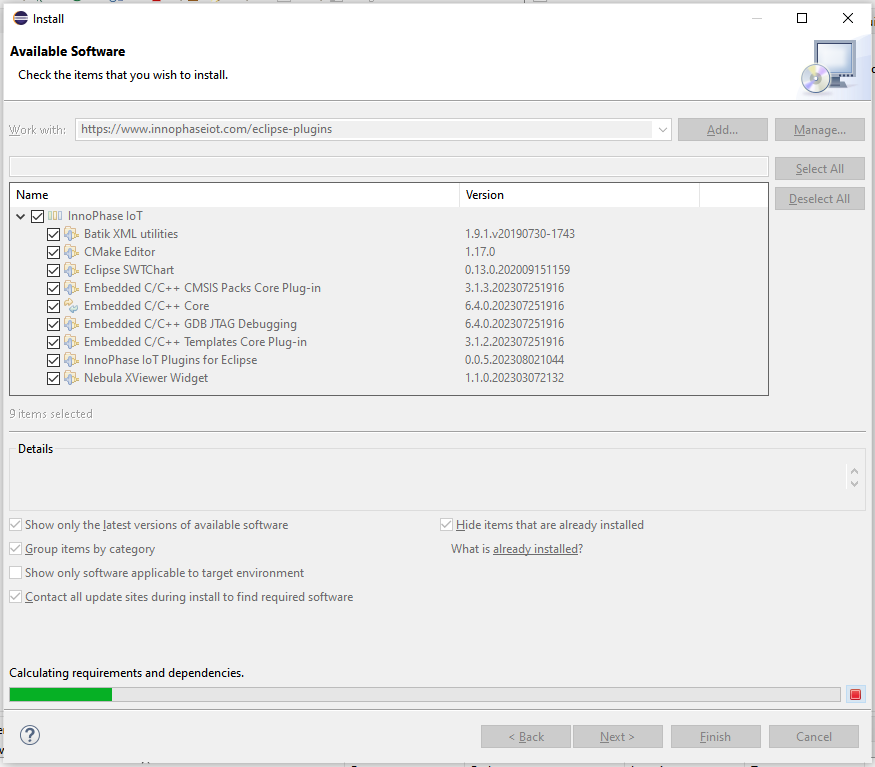 Install
Available Software
Check the items that you wish to install.
Work with: https://www.innophaseiot.com/eclipse-plugins Add... Manage...
Select All
Deselect All
Name Version
InnoPhase IoT
Batik XML utilities 1.9.1.v20190730-1743
CMake Editor 1.17.0
Eclipse SWTChart 0.13.0.202009151159
Embedded C/C++ CMSIS Packs Core Plug-in 3.1.3.202307251916
Embedded C/C++ Core 6.4.0.202307251916
Embedded C/C++ GDB JTAG Debugging 6.4.0.202307251916
Embedded C/C++ Templates Core Plug-in 3.1.2.202307251916
InnoPhase IoT Plugins for Eclipse 0.0.5.202308021044
Nebula XViewer Widget 1.1.0.202303072132
9 items selected
Details
Show only the latest versions of available software Hide items that are already installed
Group items by category What is already installed?
Show only software applicable to target environment
Contact all update sites during install to find required software
Calculating requirements and dependencies.
? < Back Next > Finish Cancel